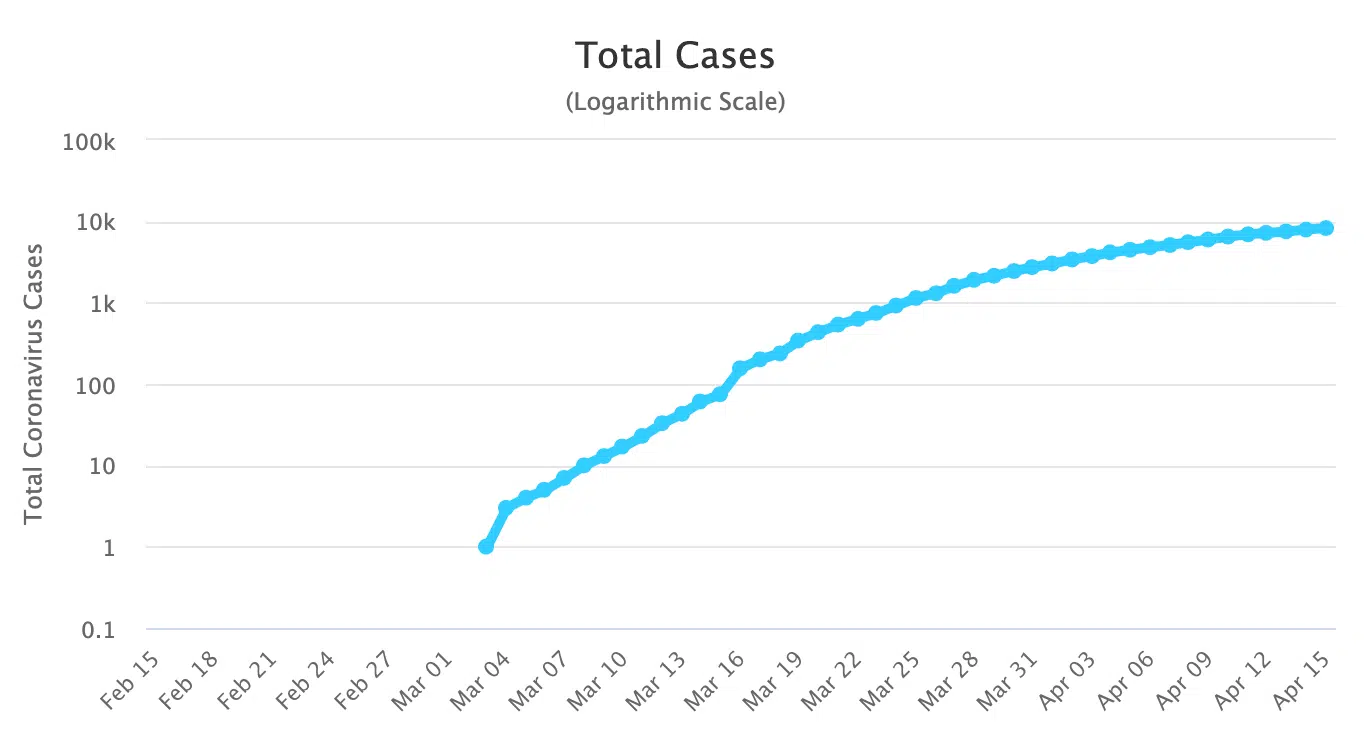 Total Cases
(Logarithmic Scale)
Total Coronavirus Cases
100k
10k
1k
100
10
1
0.1
Feb 15
Feb 18
Feb 21
Feb 24
Feb 27
Mar 01
Mar 04
Mar 07
Mar 10
Mar 13
Mar 16
Mar 19
Mar 22
Mar 25
Mar 28
Mar 31
Apr 03
Apr 06
Apr 09
Apr 12
Apr 15